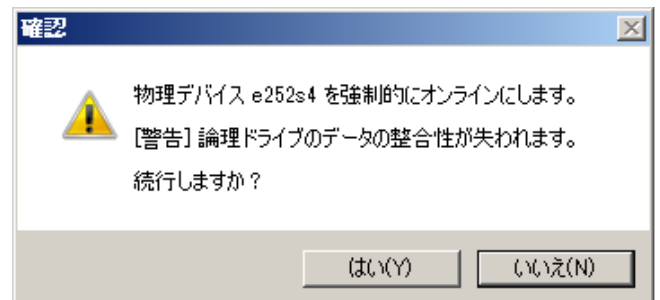 確認
物理デバイス e252s4 を強制的にオンラインにします。
[警告] 論理ドライブのデータの整合性が失われます。
続行しますか？
はい(Y)
いいえ(N)